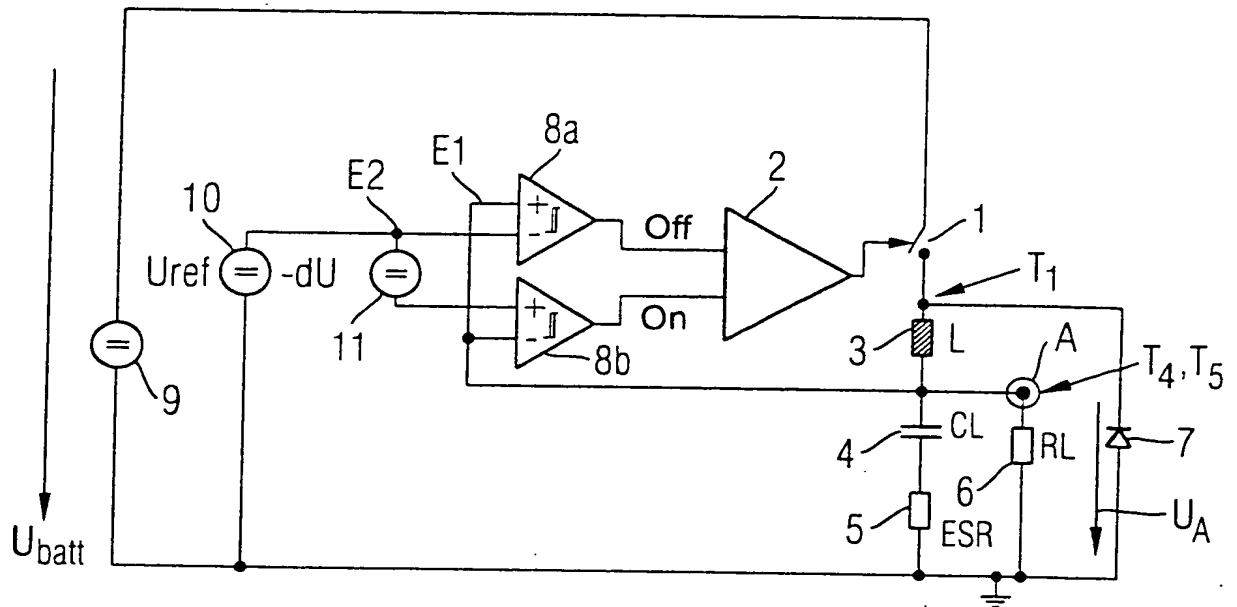 8a
E1
2
E2
10
+
-
Off
1
Uref
=
-dU
=
T1
+
-
On
11
3
L
A
8b
T4, T5
=
9
4
CL
7
RL
6
5
ESR
UA
Ubatt